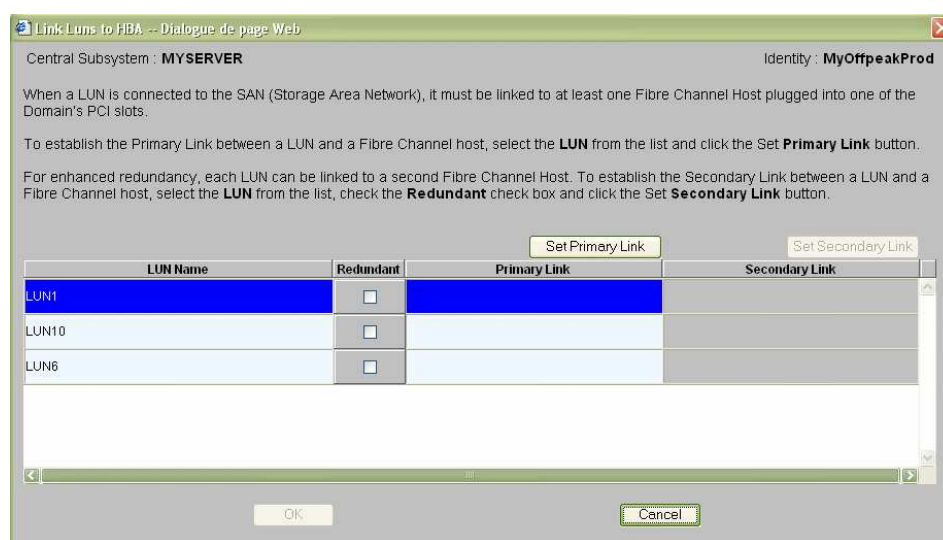 Link Luns to HBA -- Dialogue de page Web
Central Subsystem : MYSERVER Identity : MyOffpeakProd
When a LUN is connected to the SAN (Storage Area Network), it must be linked to at least one Fibre Channel Host plugged into one of the
Domain's PCI slots.
To establish the Primary Link between a LUN and a Fibre Channel host, select the LUN from the list and click the Set Primary Link button.
For enhanced redundancy, each LUN can be linked to a second Fibre Channel Host. To establish the Secondary Link between a LUN and a
Fibre Channel host, select the LUN from the list, check the Redundant check box and click the Set Secondary Link button.
Set Primary Link Set Secondary Link
LUN Name Redundant Primary Link Secondary Link
LUN1
LUN10
LUN6
OK Cancel